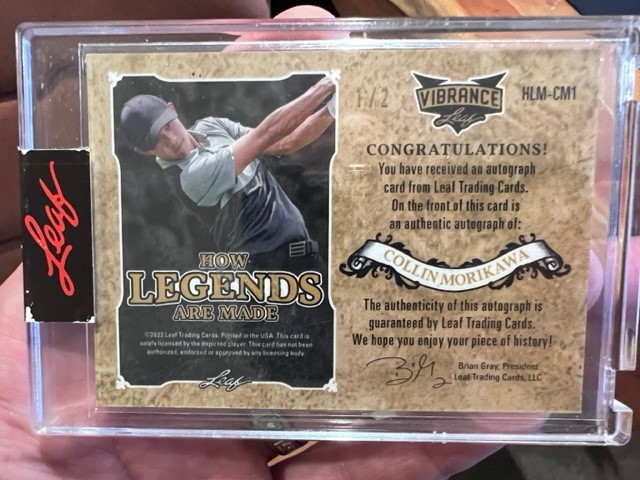 Leaf
HOW
LEGENDS
ARE MADE
©2022 Leaf Trading Cards. Printed in the USA. This card is
solely licensed by the depicted player. This card has not been
authorized, endorsed or approved by any licensing body.
Leaf
1/2
VIBRANCE
Leaf
HLM-CM1
CONGRATULATIONS!
You have received an autograph
card from Leaf Trading Cards.
On the front of this card is
an authentic autograph of:
COLLIN MORIKAWA
The authenticity of this autograph is
guaranteed by Leaf Trading Cards.
We hope you enjoy your piece of history!
Brian Gray, President
Leaf Trading Cards, LLC